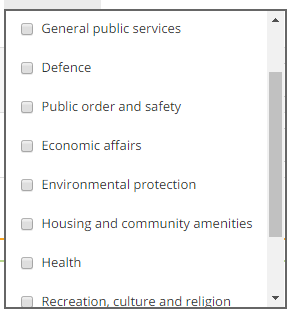 General public services
Defence
Public order and safety
Economic affairs
Environmental protection
Housing and community amenities
Health
Recreation, culture and religion